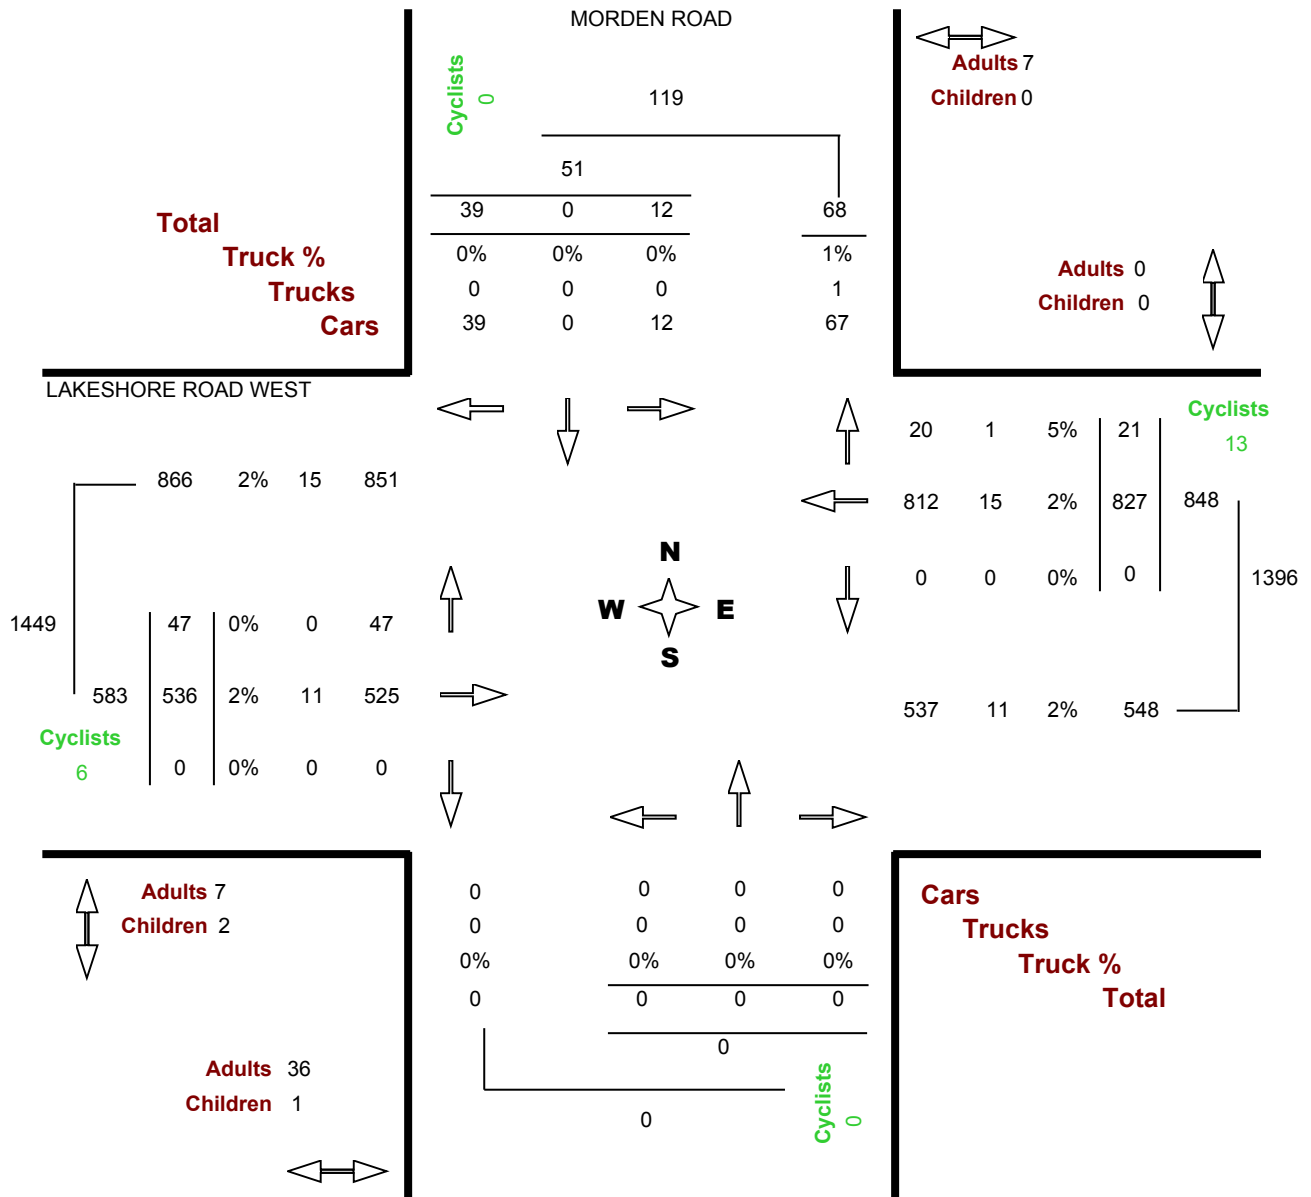 MORDEN ROAD
Cyclists
0
119
51
39 0 12 68
0% 0% 0% 1%
0 0 0 1
39 0 12 67
Total
Truck %
Trucks
Cars
Adults 7
Children 0
Adults 0
Children 0
LAKESHORE ROAD WEST
866 2% 15 851
1449
47 0% 0 47
583 536 2% 11 525
Cyclists
6
0 0% 0 0
N
W E
S
Cyclists
13
20 1 5% 21
812 15 2% 827 848
0 0 0% 0
1396
537 11 2% 548
Adults 7
Children 2
Adults 36
Children 1
0 0 0 0
0 0 0 0
0% 0% 0% 0%
0 0 0 0
0
0
Cyclists
0
Cars
Trucks
Truck %
Total